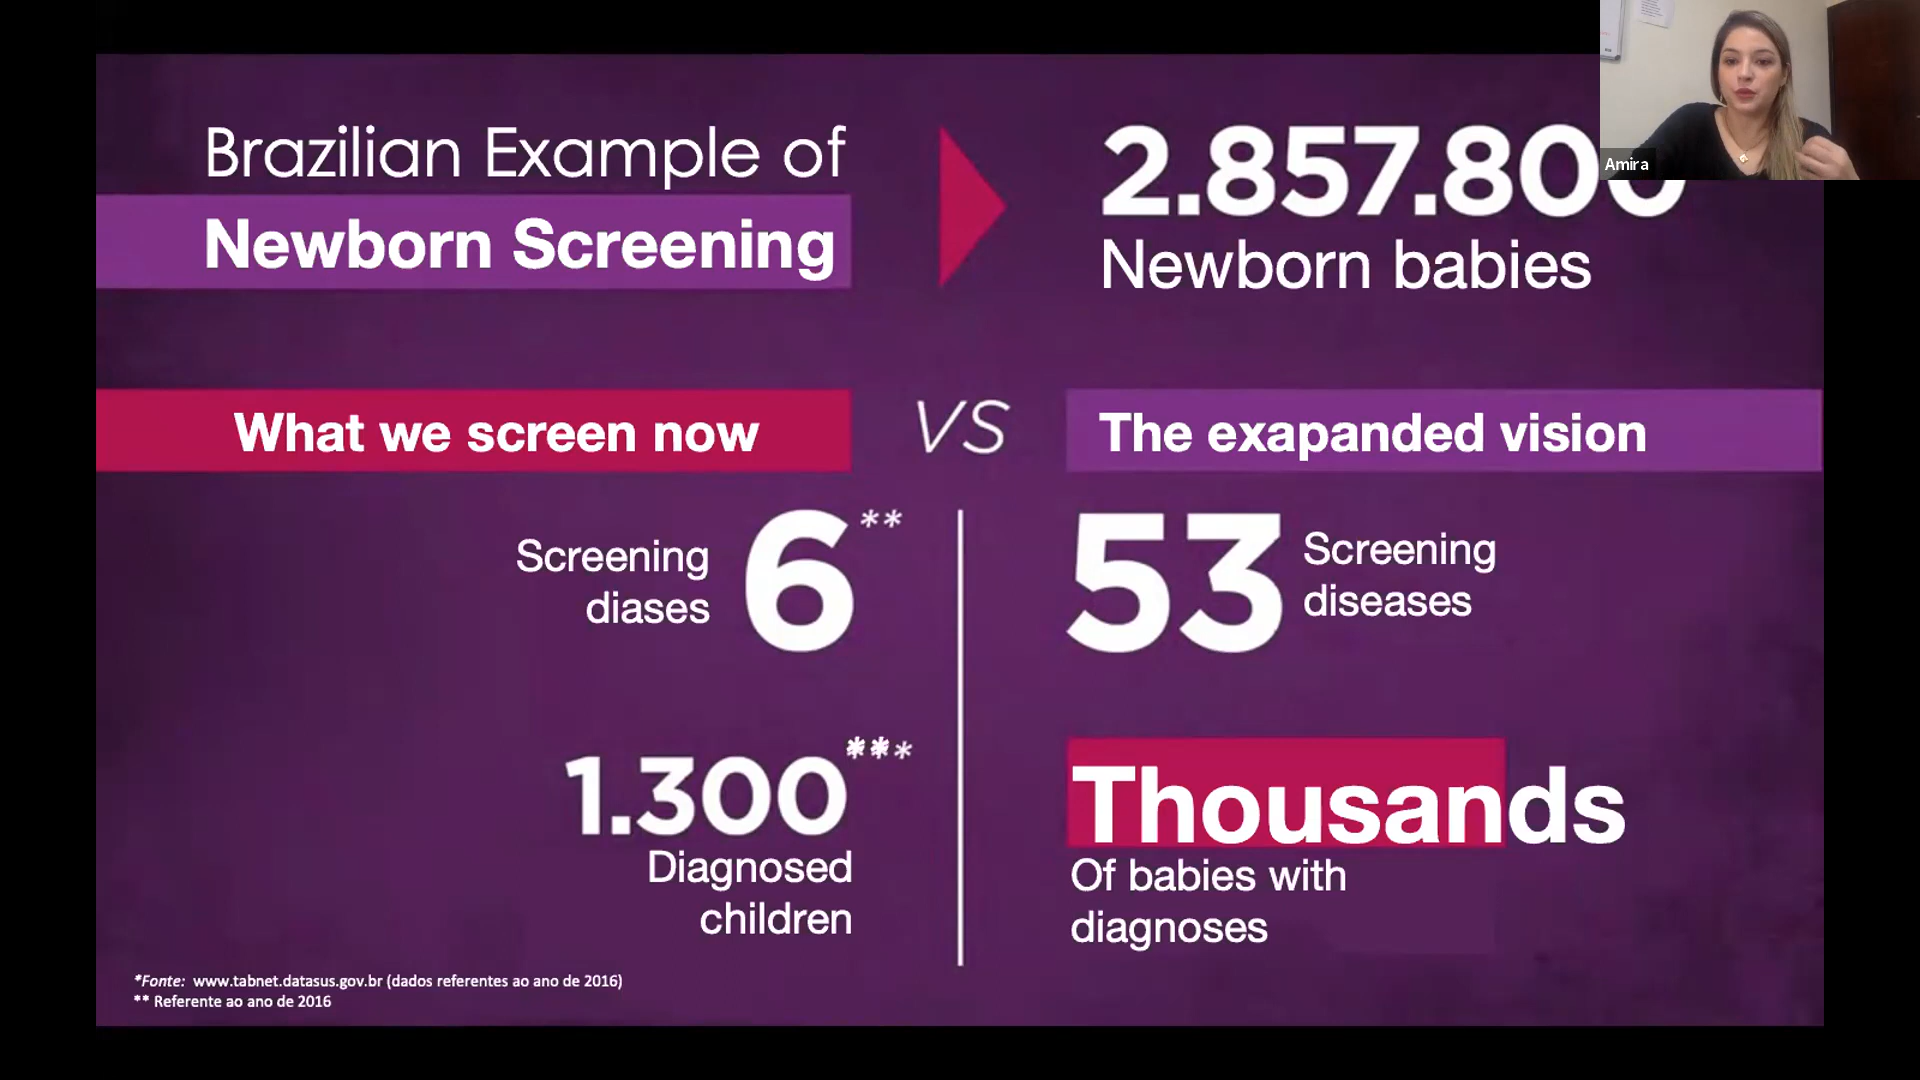 Brazilian Example of
Newborn Screening
2.857.800
Newborn babies
Amira
What we screen now
VS
The exapanded vision
Screening
diases
6**
53
Screening
diseases
1.300***
Diagnosed
children
Thousands
Of babies with
diagnoses
*Fonte: www.tabnet.datasus.gov.br (dados referentes ao ano de 2016)
** Referente ao ano de 2016